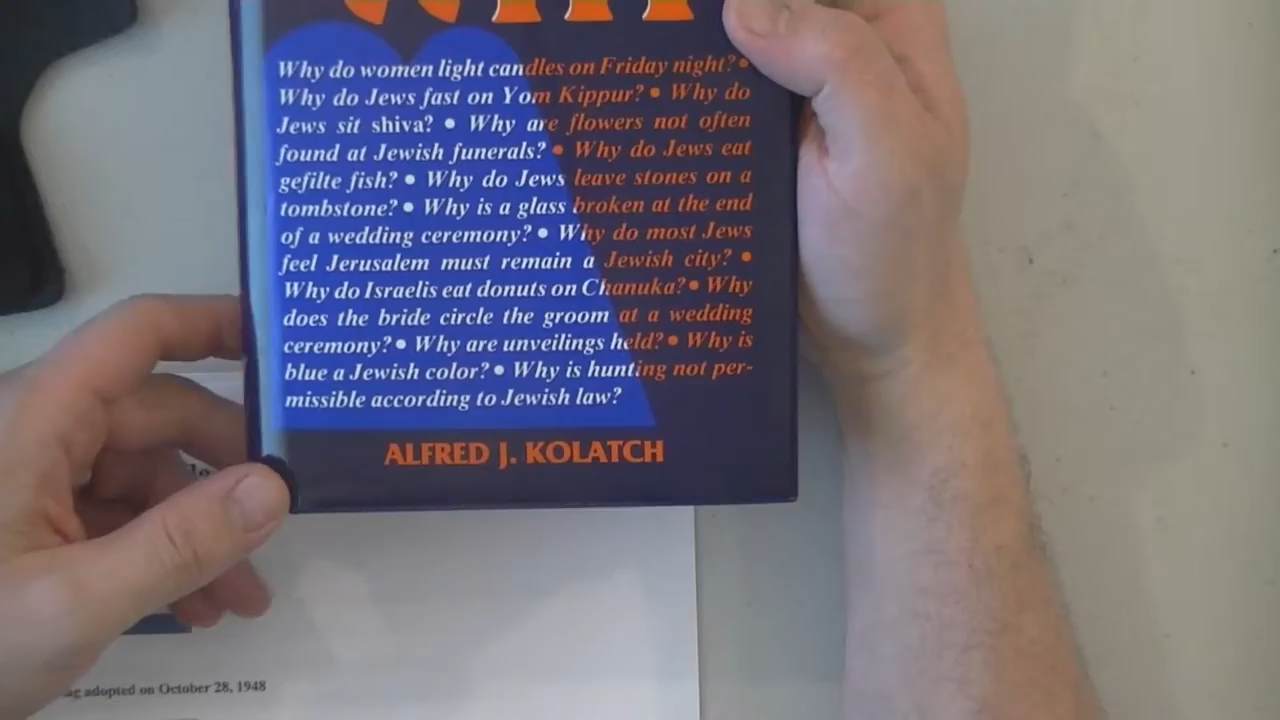 WHY
Why do women light candles on Friday night? •
Why do Jews fast on Yom Kippur? • Why do
Jews sit shiva? • Why are flowers not often
found at Jewish funerals? • Why do Jews eat
gefilte fish? • Why do Jews leave stones on a
tombstone? • Why is a glass broken at the end
of a wedding ceremony? • Why do most Jews
feel Jerusalem must remain a Jewish city? •
Why do Israelis eat donuts on Chanuka? • Why
does the bride circle the groom at a wedding
ceremony? • Why are unveilings held? • Why is
blue a Jewish color? • Why is hunting not per-
missible according to Jewish law?
ALFRED J. KOLATCH
adopted on October 28, 1948